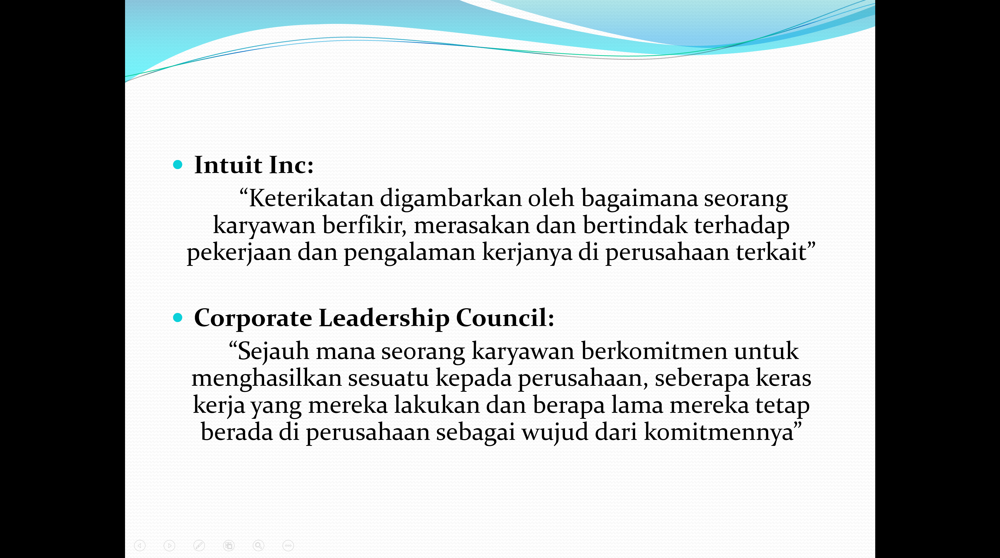 Intuit Inc:
“Keterikatan digambarkan oleh bagaimana seorang
karyawan berfikir, merasakan dan bertindak terhadap
pekerjaan dan pengalaman kerjanya di perusahaan terkait”
Corporate Leadership Council:
“Sejauh mana seorang karyawan berkomitmen untuk
menghasilkan sesuatu kepada perusahaan, seberapa keras
kerja yang mereka lakukan dan berapa lama mereka tetap
berada di perusahaan sebagai wujud dari komitmennya”